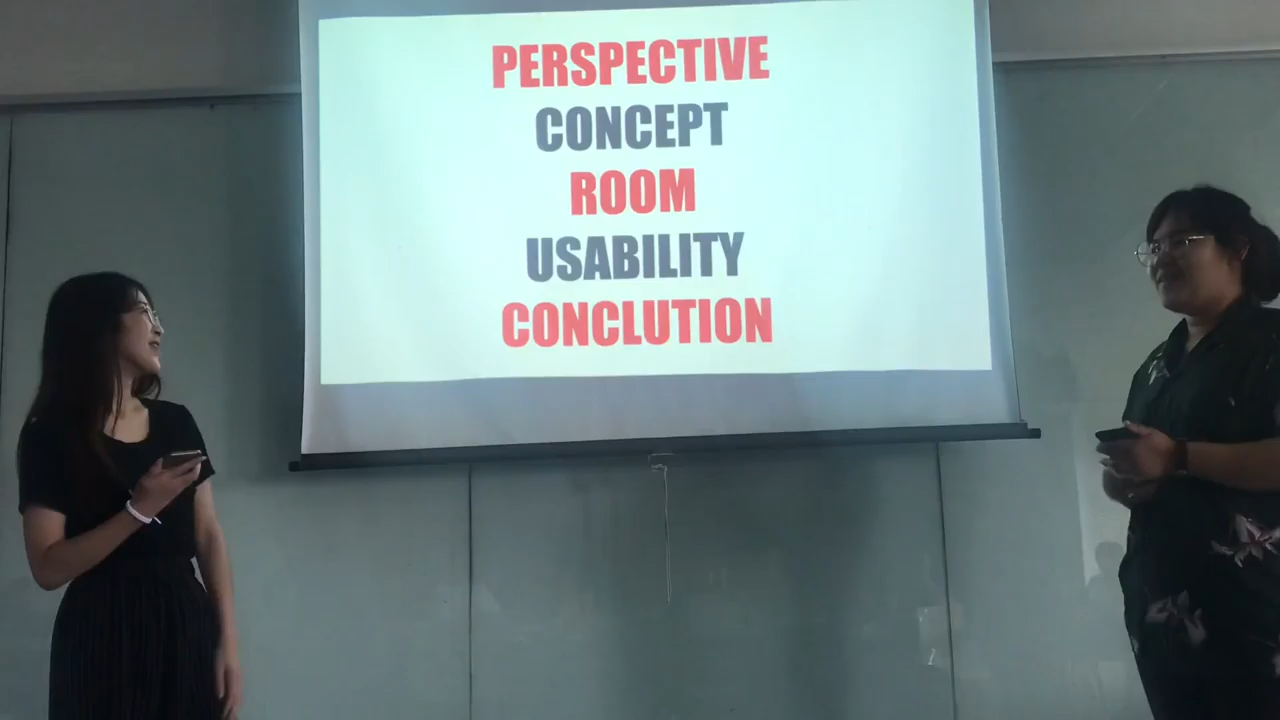 PERSPECTIVE
CONCEPT
ROOM
USABILITY
CONCLUTION